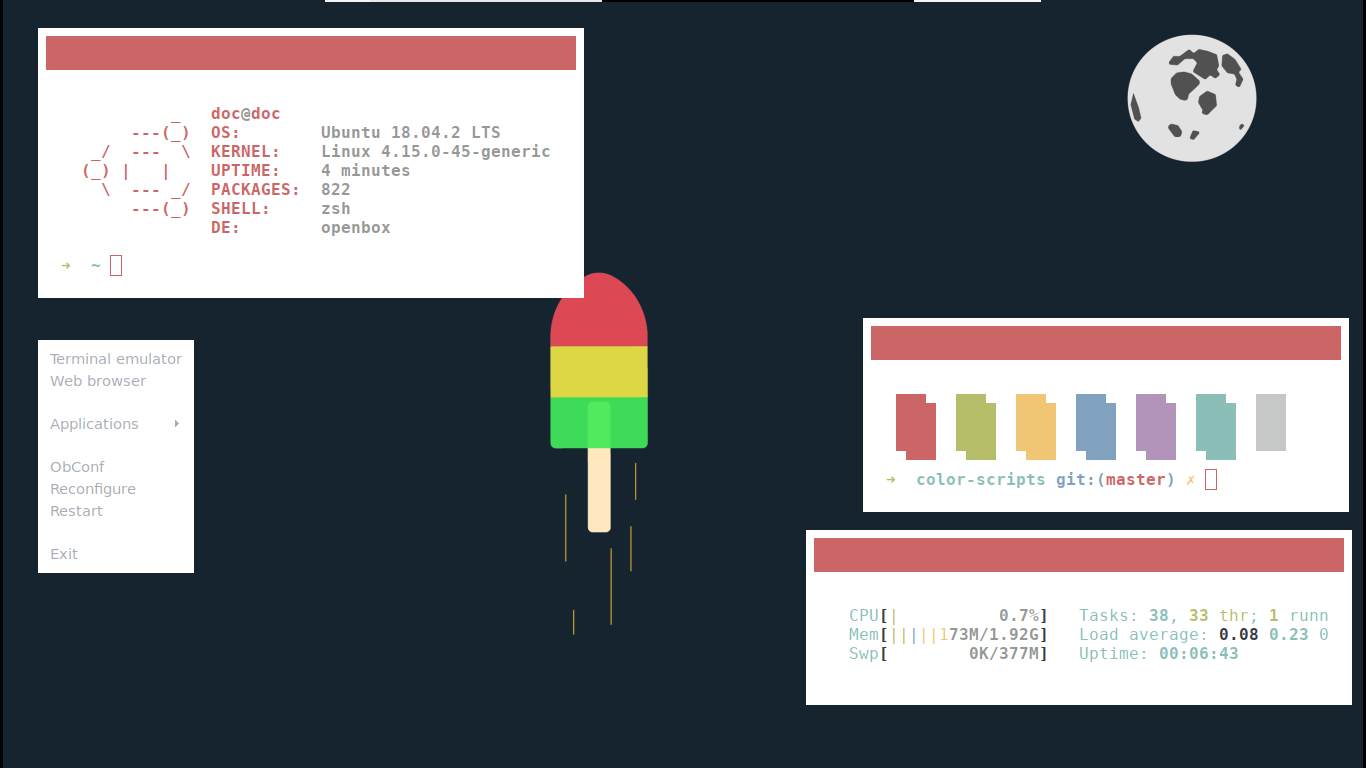 doc@doc
OS: Ubuntu 18.04.2 LTS
KERNEL: Linux 4.15.0-45-generic
UPTIME: 4 minutes
PACKAGES: 822
SHELL: zsh
DE: openbox
➜ ~
Terminal emulator
Web browser
Applications
ObConf
Reconfigure
Restart
Exit
➜ color-scripts git:(master) ✗
CPU[| 0.7%] Tasks: 38, 33 thr; 1 runn
Mem[|||||173M/1.92G] Load average: 0.08 0.23 0
Swp[ 0K/377M] Uptime: 00:06:43